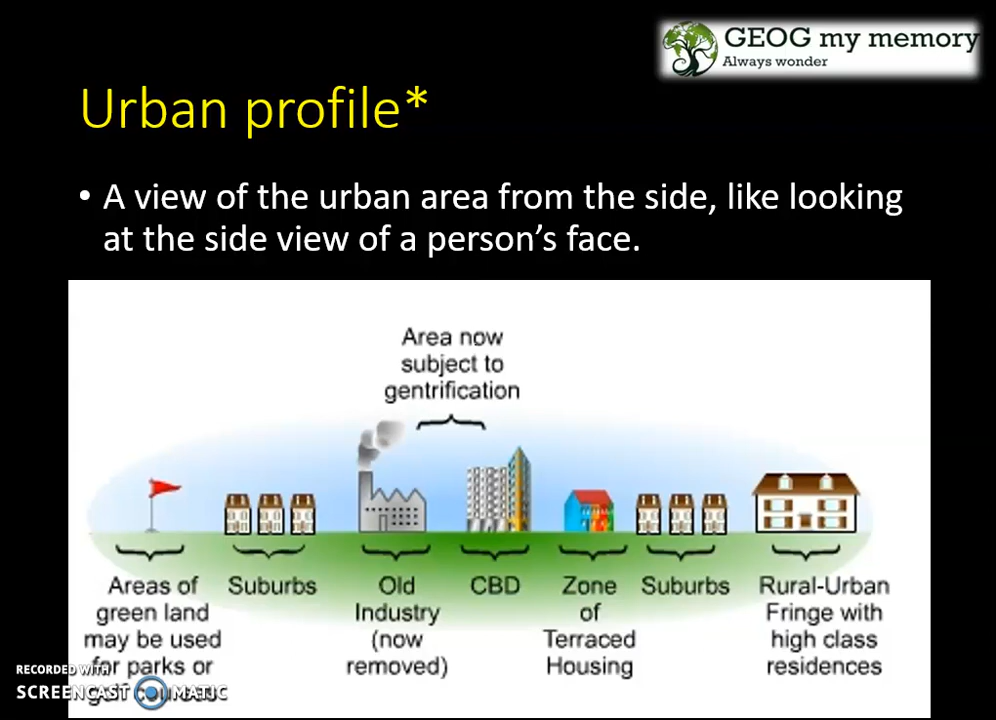 GEOG my memory
Always wonder
Urban profile*
• A view of the urban area from the side, like looking
at the side view of a person's face.
Area now
subject to
gentrification
Areas of
green land
may be used
for parks or
Suburbs
Old
Industry
(now
removed)
CBD
Zone
of
Terraced
Housing
Suburbs
Rural-Urban
Fringe with
high class
residences
RECORDED WITH
SCREENCAST MATIC